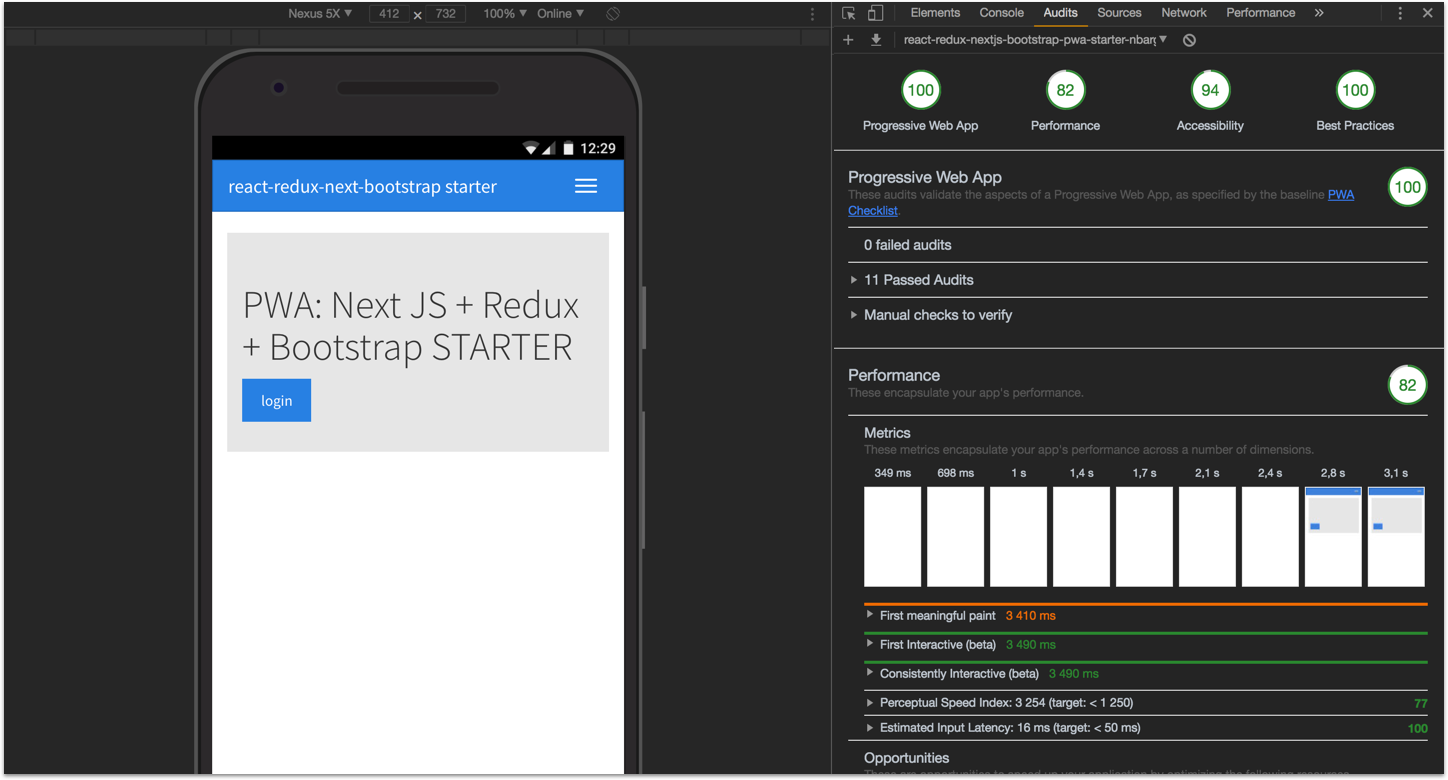 Nexus 5X ▼ 412 × 732 100% ▼ Online ▼
Elements Console Audits Sources Network Performance »
react-redux-nextjs-bootstrap-pwa-starter-nbarg ▼
100 82 94 100
Progressive Web App Performance Accessibility Best Practices
12:29
react-redux-next-bootstrap starter
PWA: Next JS + Redux
+ Bootstrap STARTER
login
Progressive Web App
100
These audits validate the aspects of a Progressive Web App, as specified by the baseline PWA
Checklist.
0 failed audits
11 Passed Audits
Manual checks to verify
Performance
82
These encapsulate your app's performance.
Metrics
These metrics encapsulate your app's performance across a number of dimensions.
349 ms 698 ms 1 s 1,4 s 1,7 s 2,1 s 2,4 s 2,8 s 3,1 s
First meaningful paint 3 410 ms
First Interactive (beta) 3 490 ms
Consistently Interactive (beta) 3 490 ms
Perceptual Speed Index: 3 254 (target: < 1 250) 77
Estimated Input Latency: 16 ms (target: < 50 ms) 100
Opportunities